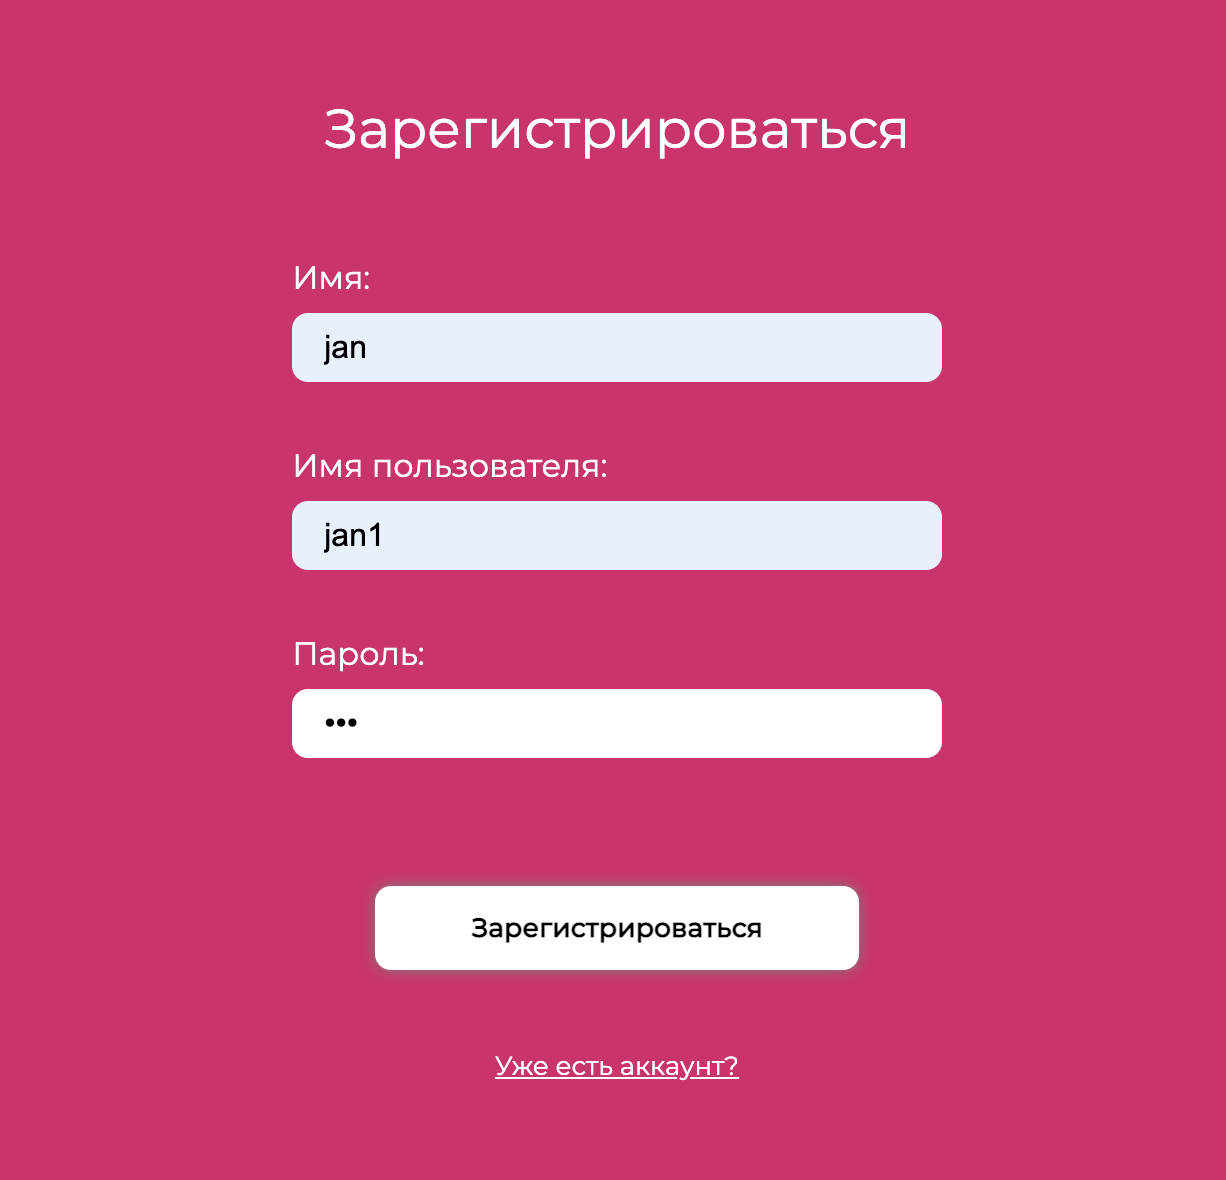 Зарегистрироваться
Имя:
jan
Имя пользователя:
jan1
Пароль:
•••
Зарегистрироваться
Уже есть аккаунт?